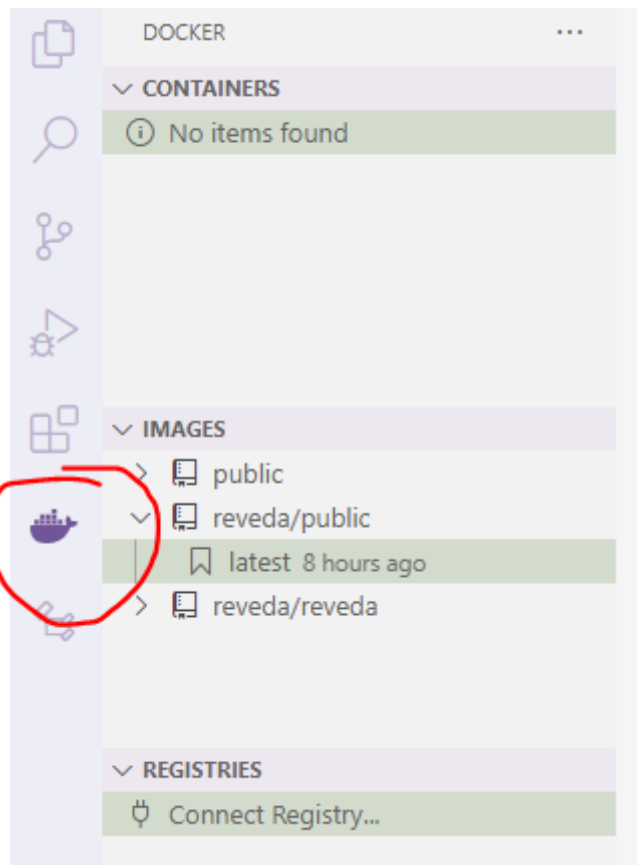 DOCKER
CONTAINERS
No items found
IMAGES
public
reveda/public
latest 8 hours ago
reveda/reveda
REGISTRIES
Connect Registry...